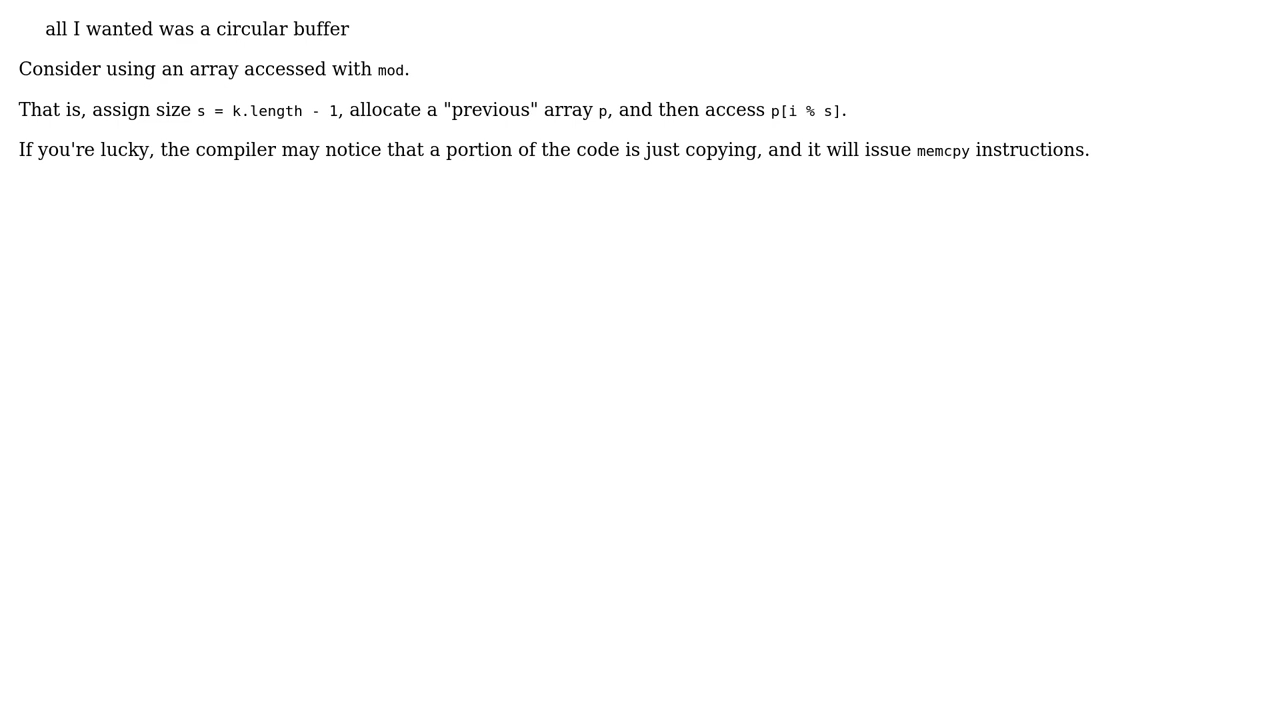 all I wanted was a circular buffer
Consider using an array accessed with mod.
That is, assign size s = k.length - 1, allocate a "previous" array p, and then access p[i % s].
If you're lucky, the compiler may notice that a portion of the code is just copying, and it will issue memcpy instructions.